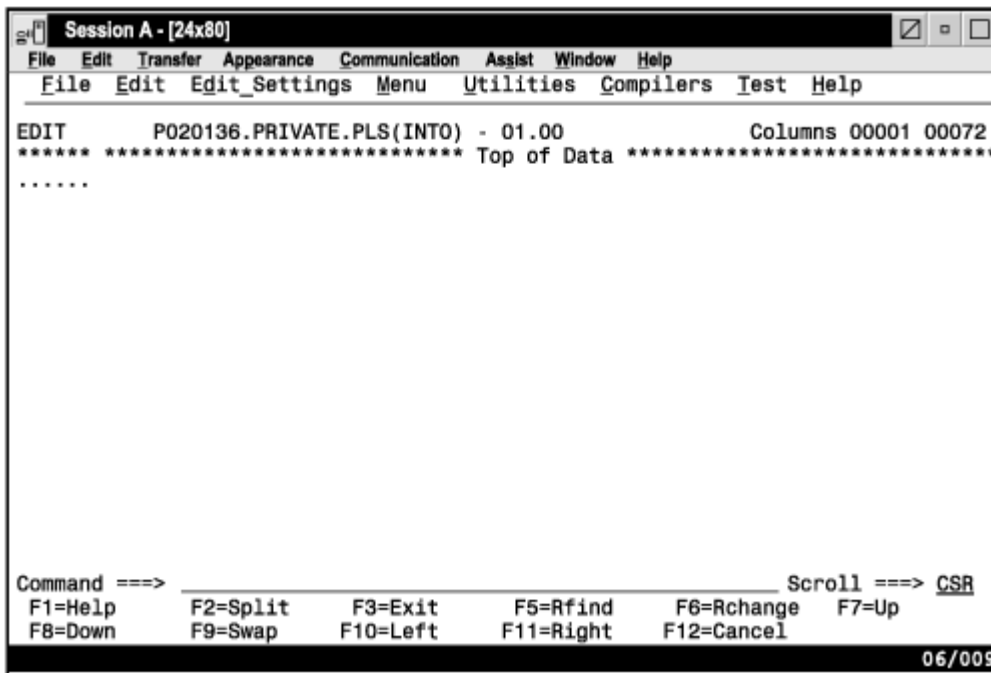 Session A - [24x80]
File Edit Transfer Appearance Communication Assist Window Help
File Edit Edit_Settings Menu Utilities Compilers Test Help
EDIT P020136.PRIVATE.PLS(INTO) - 01.00 Columns 00001 00072
****** ****************************** Top of Data ******************************
......
Command ===> Scroll ===> CSR
F1=Help F2=Split F3=Exit F5=Rfind F6=Rchange F7=Up
F8=Down F9=Swap F10=Left F11=Right F12=Cancel
06/009